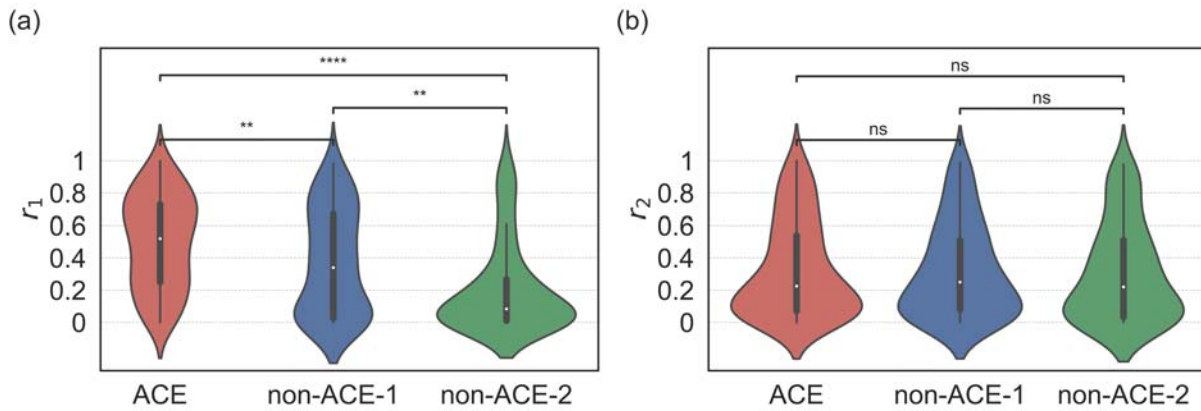 (a)
****
**
**
1
0.8
0.6
0.4
0.2
0
r1
ACE
non-ACE-1
non-ACE-2
(b)
ns
ns
ns
1
0.8
0.6
0.4
0.2
0
r2
ACE
non-ACE-1
non-ACE-2